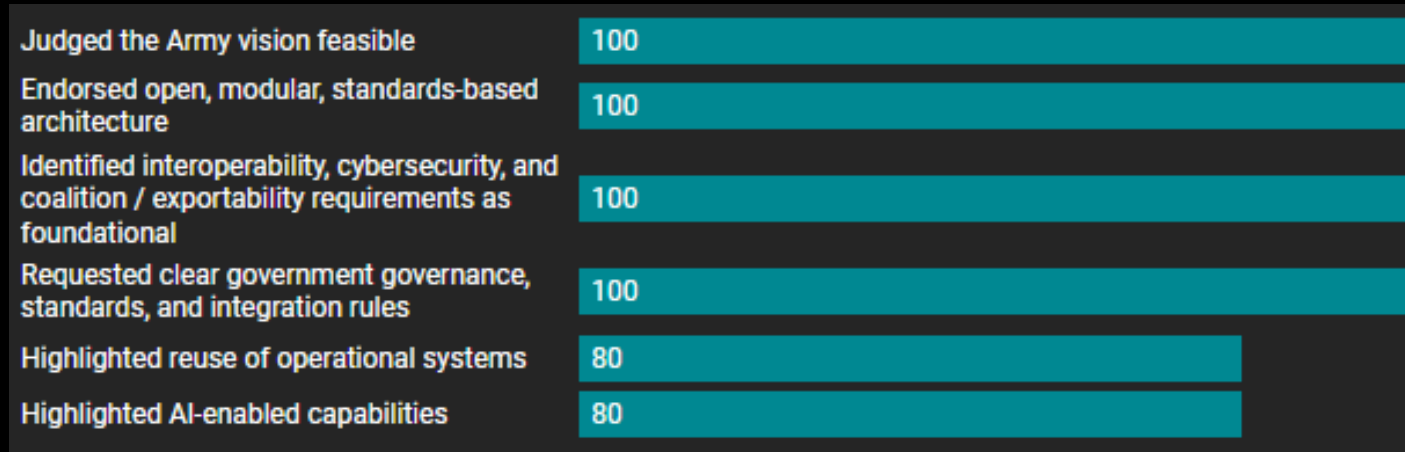 Judged the Army vision feasible
100
Endorsed open, modular, standards-based
architecture
100
Identified interoperability, cybersecurity, and
coalition / exportability requirements as
foundational
100
Requested clear government governance,
standards, and integration rules
100
Highlighted reuse of operational systems
80
Highlighted AI-enabled capabilities
80